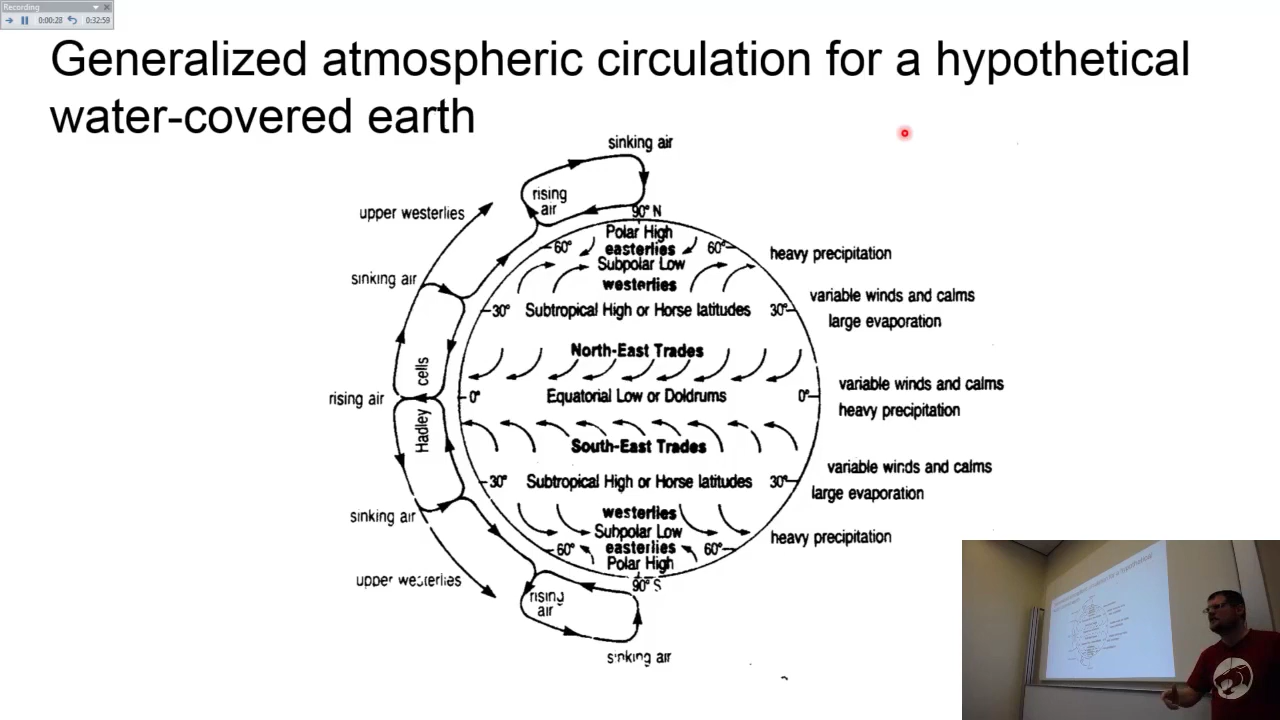 Recording
0:00:28
0:32:59
Generalized atmospheric circulation for a hypothetical
water-covered earth
sinking air
rising
air
90° N
upper westerlies
Polar High
60° easterlies 60°
Subpolar Low
heavy precipitation
westerlies
sinking air
variable winds and calms
30° Subtropical High or Horse latitudes 30°
large evaporation
North-East Trades
cells
variable winds and calms
rising air
0° Equatorial Low or Doldrums 0°
heavy precipitation
Hadley
South-East Trades
variable winds and calms
30° Subtropical High or Horse latitudes 30°
large evaporation
sinking air
westerlies
Subpolar Low
heavy precipitation
60° easterlies 60°
Polar High
upper westerlies
90° S
rising
air
sinking air